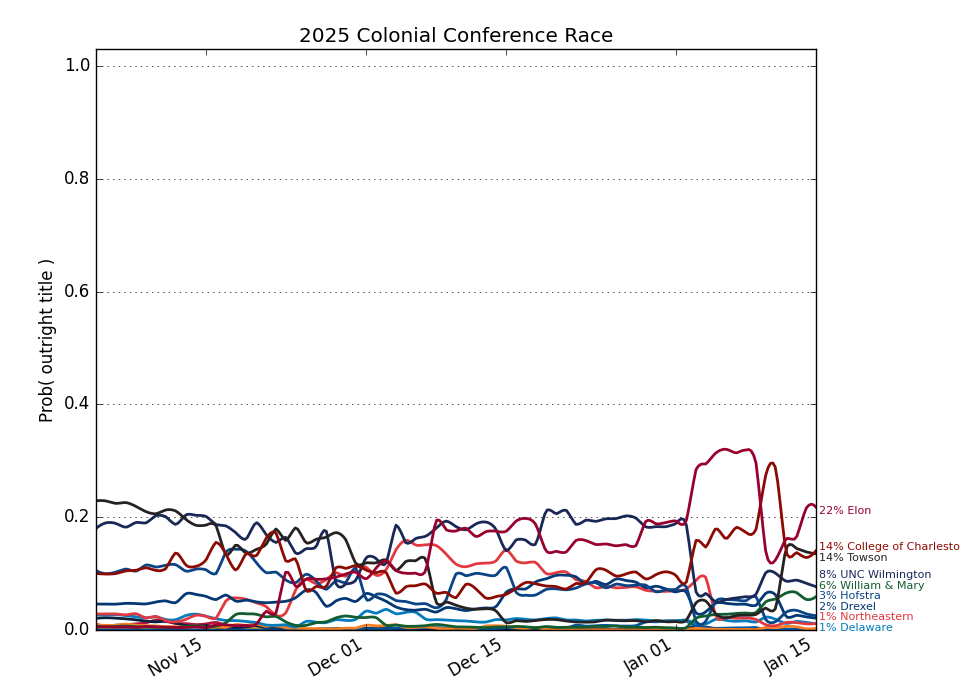 2025 Colonial Conference Race
Prob( outright title )
1.0
0.8
0.6
0.4
0.2
0.0
Nov 15
Dec 01
Dec 15
Jan 01
Jan 15
22% Elon
14% College of Charlesto
14% Towson
8% UNC Wilmington
6% William & Mary
3% Hofstra
2% Drexel
1% Northeastern
1% Delaware